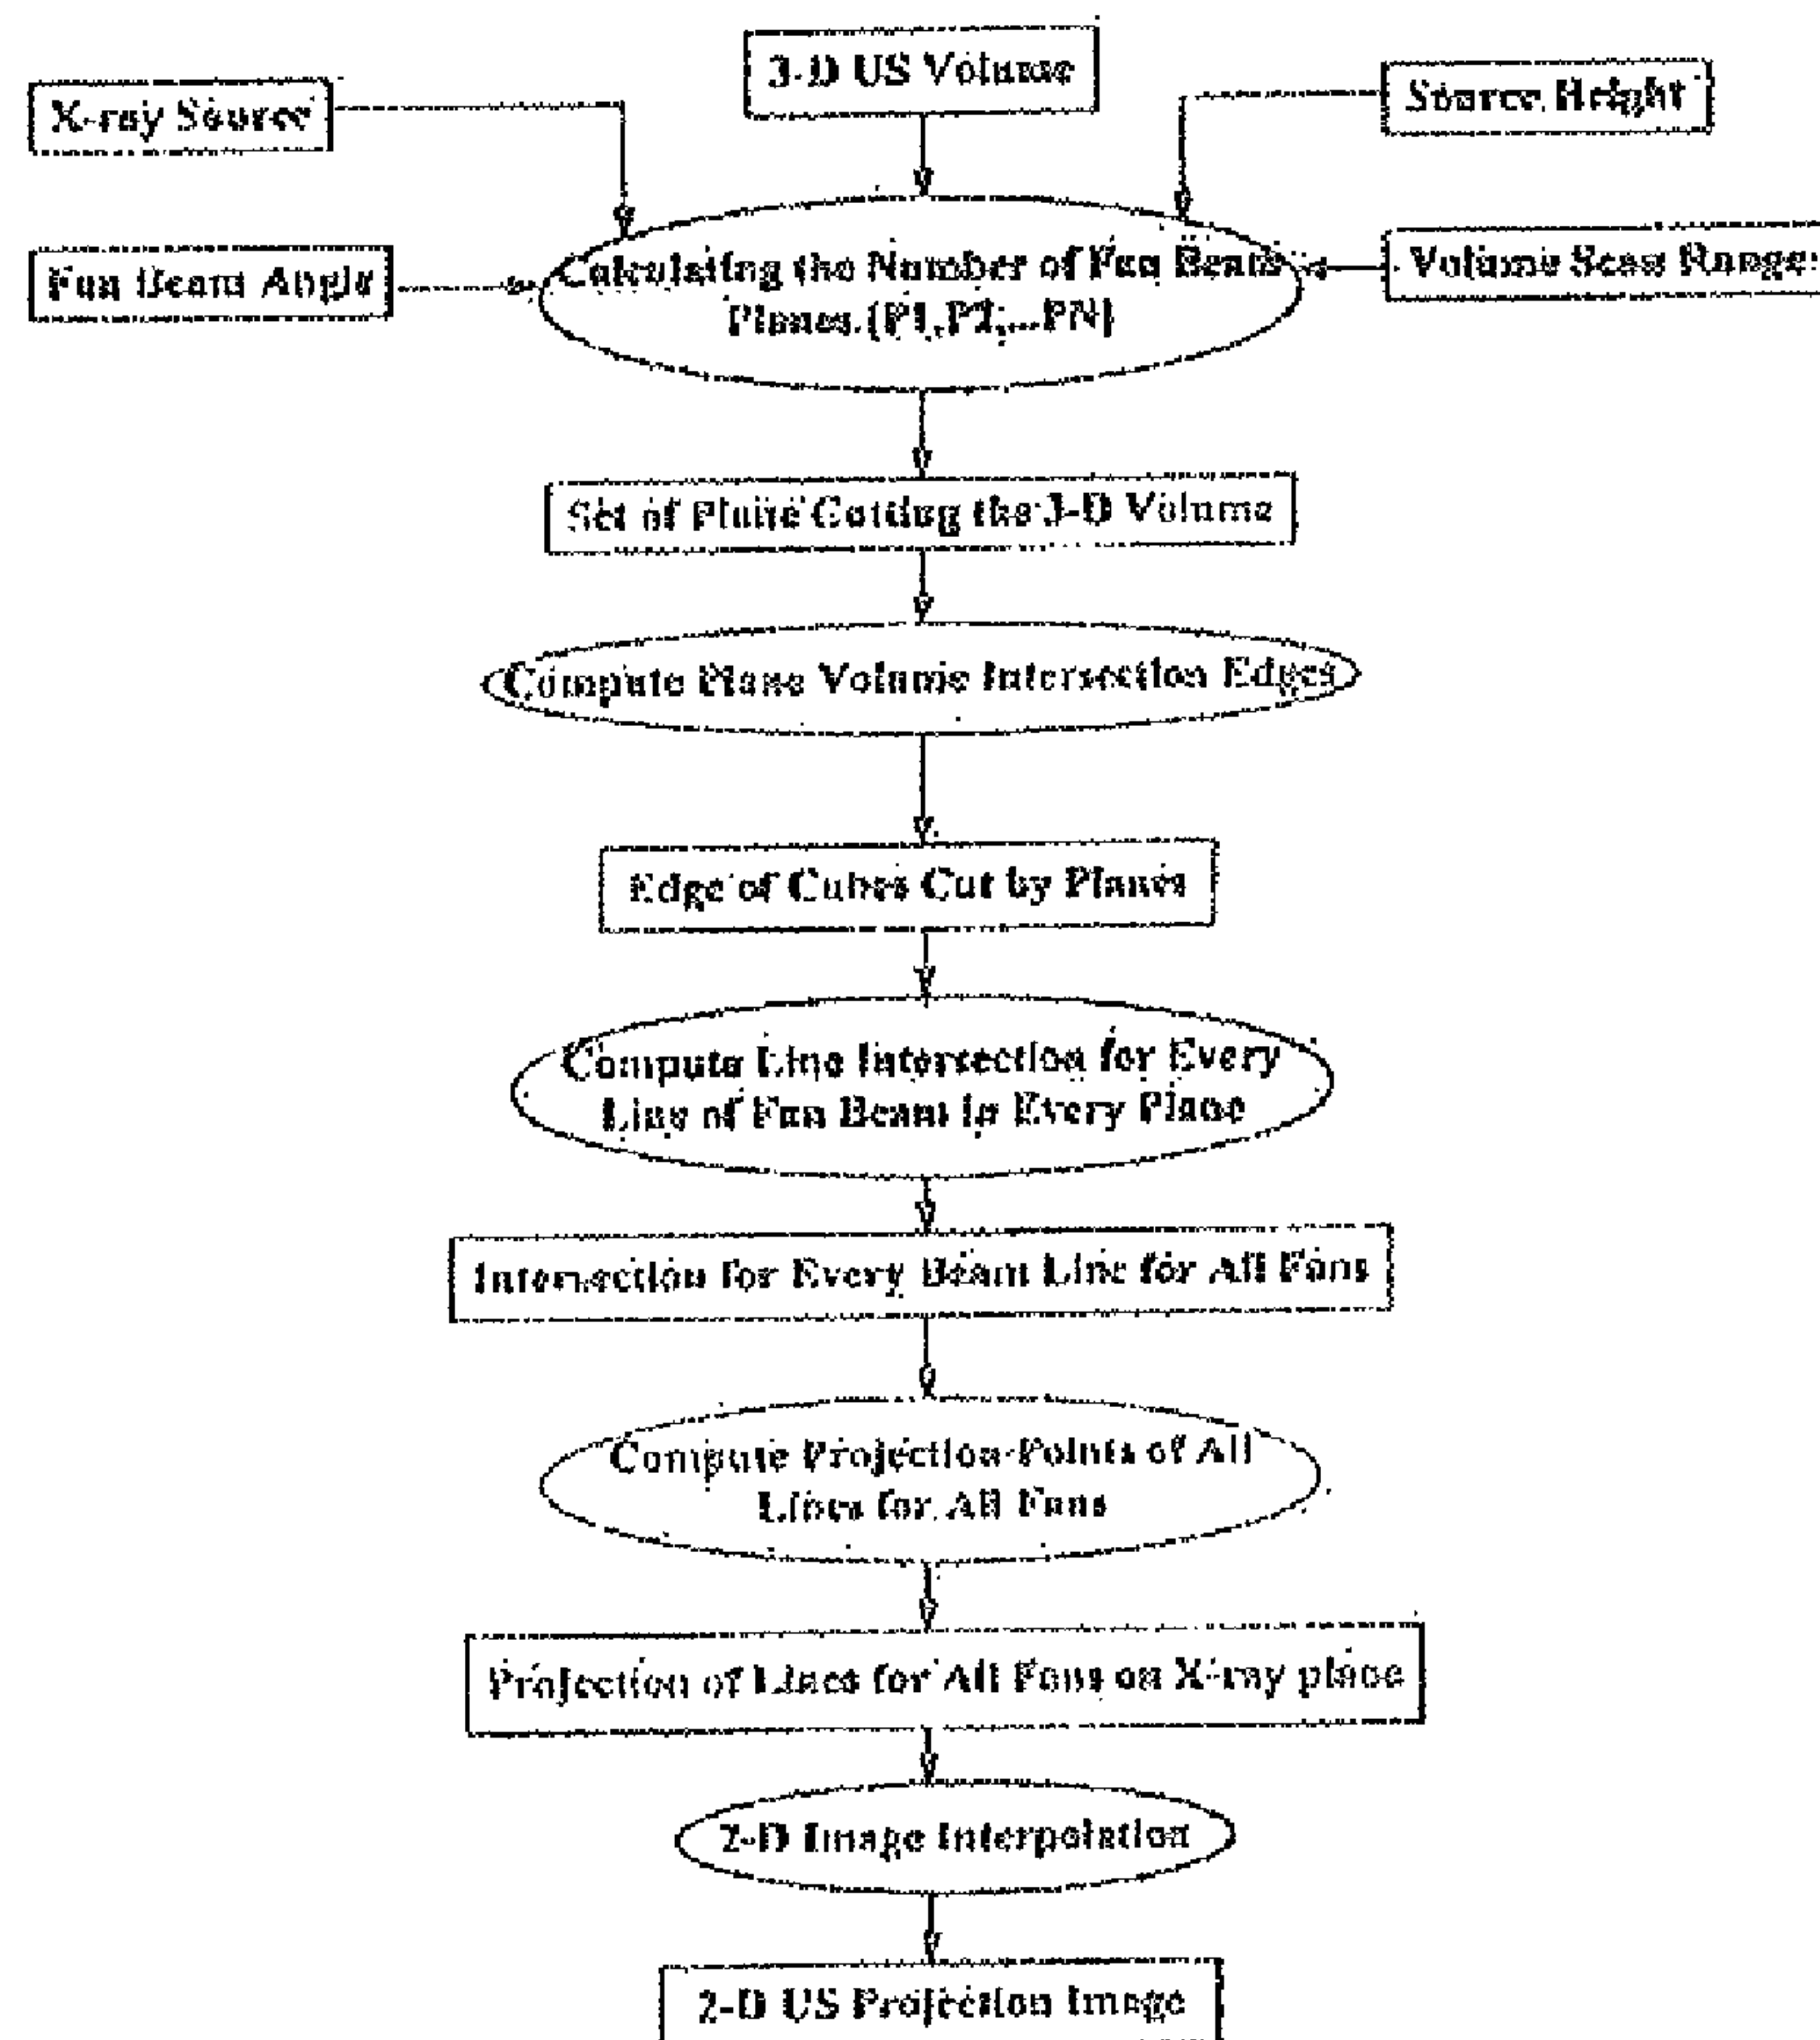 3-D US Volume
X-ray Source
Source Height
Fan Beam Angle
Calculating the Number of Fan Beam
Planes (P1,P2,...PN)
Volume Scan Range
Set of Plane Cutting the 3-D Volume
Compute Plane Volume Intersection Edges
Edge of Cubes Cut by Planes
Compute Line Intersection for Every
Line of Fan Beam in Every Plane
Intersection for Every Beam Line for All Fans
Compute Projection Points of All
Lines for All Fans
Projection of Lines for All Fans on X-ray plane
2-D Image Interpolation
2-D US Projection Image